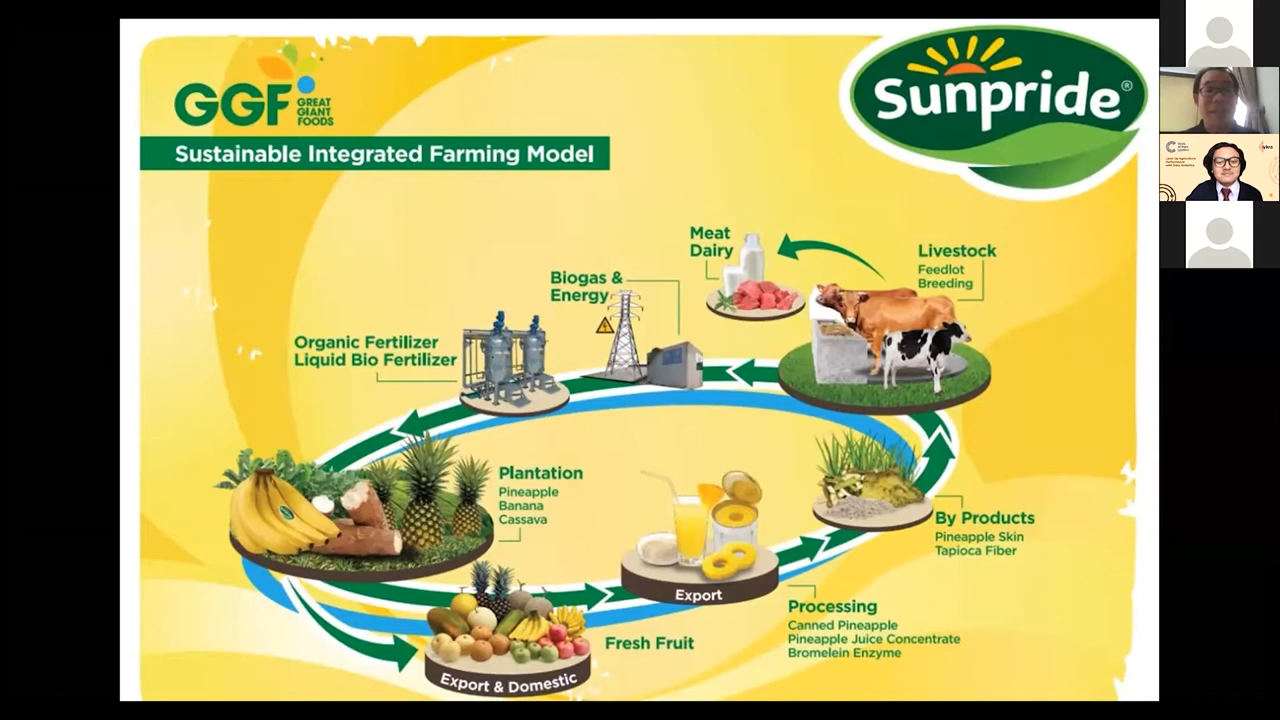 GGF
GREAT
GIANT
FOODS
Sunpride®
Sustainable Integrated Farming Model
Meat
Dairy
Livestock
Feedlot
Breeding
Biogas &
Energy
Organic Fertilizer
Liquid Bio Fertilizer
Plantation
Pineapple
Banana
Cassava
By Products
Pineapple Skin
Tapioca Fiber
Export
Processing
Canned Pineapple
Pineapple Juice Concentrate
Bromelein Enzyme
Fresh Fruit
Export & Domestic